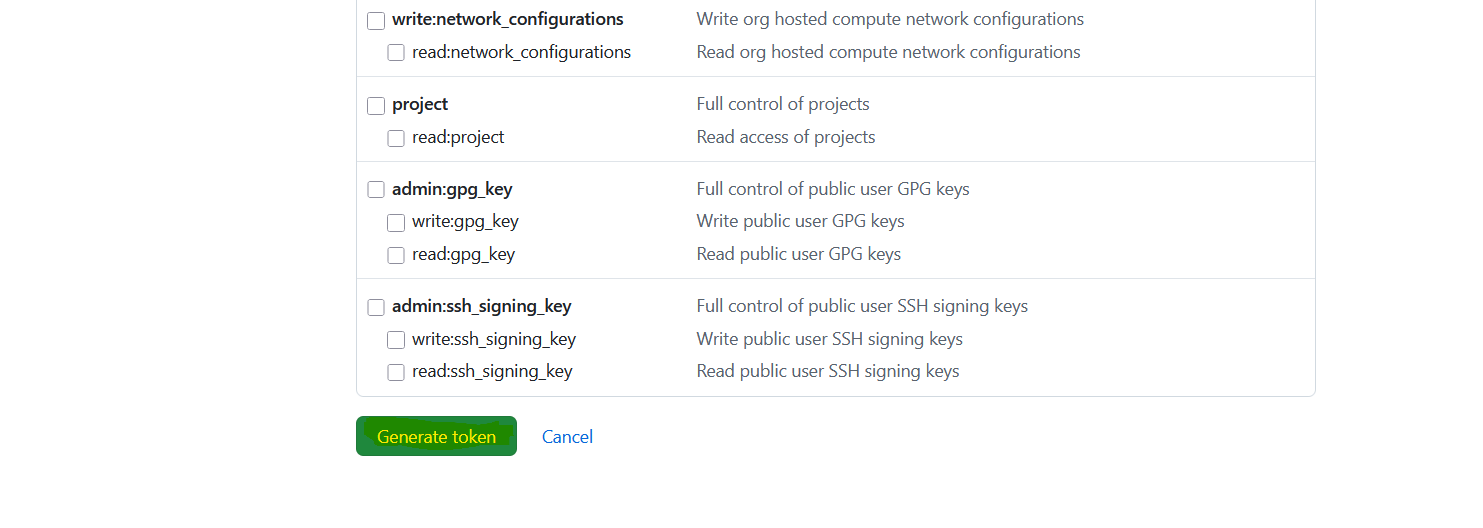 write:network_configurations Write org hosted compute network configurations
read:network_configurations Read org hosted compute network configurations
project Full control of projects
read:project Read access of projects
admin:gpg_key Full control of public user GPG keys
write:gpg_key Write public user GPG keys
read:gpg_key Read public user GPG keys
admin:ssh_signing_key Full control of public user SSH signing keys
write:ssh_signing_key Write public user SSH signing keys
read:ssh_signing_key Read public user SSH signing keys
Generate token Cancel